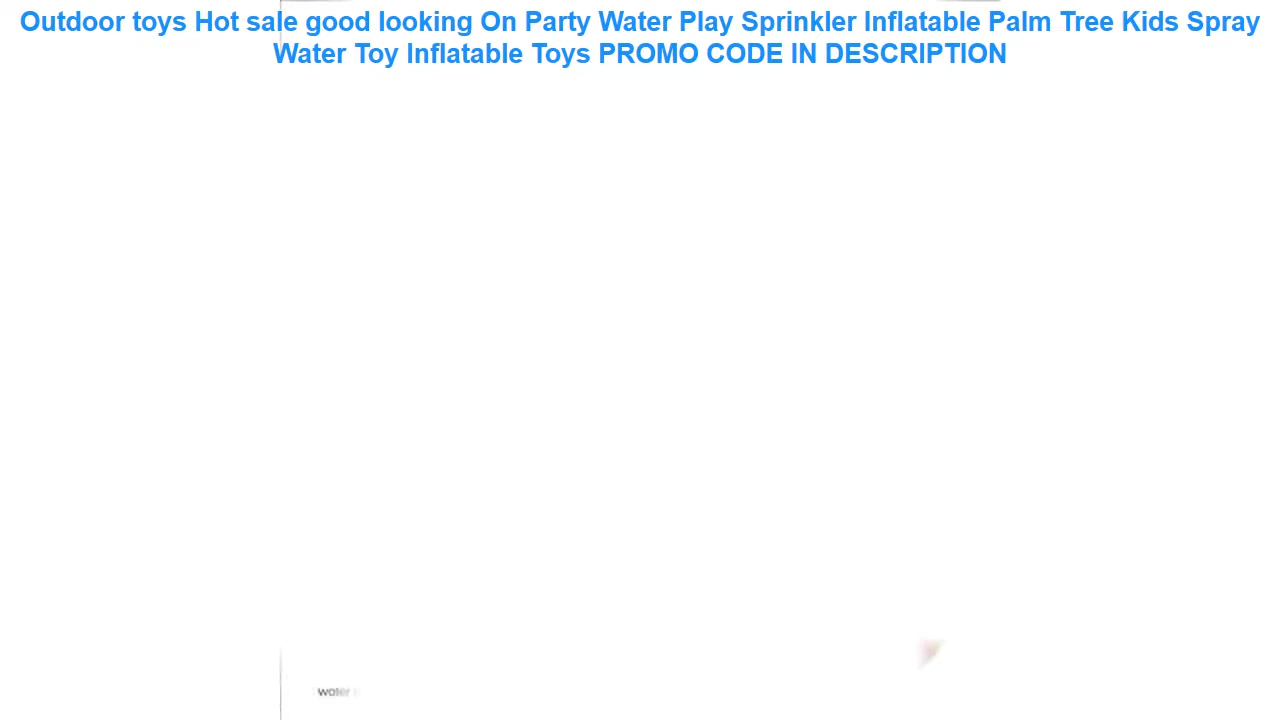 Outdoor toys Hot sale good looking On Party Water Play Sprinkler Inflatable Palm Tree Kids Spray
Water Toy Inflatable Toys PROMO CODE IN DESCRIPTION
water